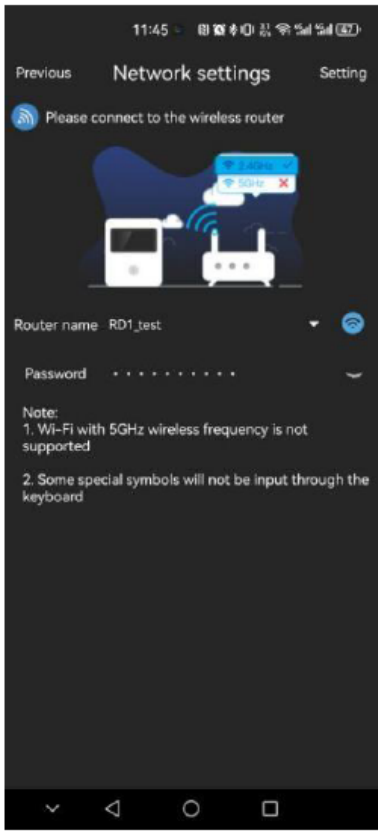 11:45
47
Previous
Network settings
Setting
Please connect to the wireless router
2.4GHz
5GHz
Router name RD1_test
Password ··········
Note:
1. Wi-Fi with 5GHz wireless frequency is not
supported
2. Some special symbols will not be input through the
keyboard